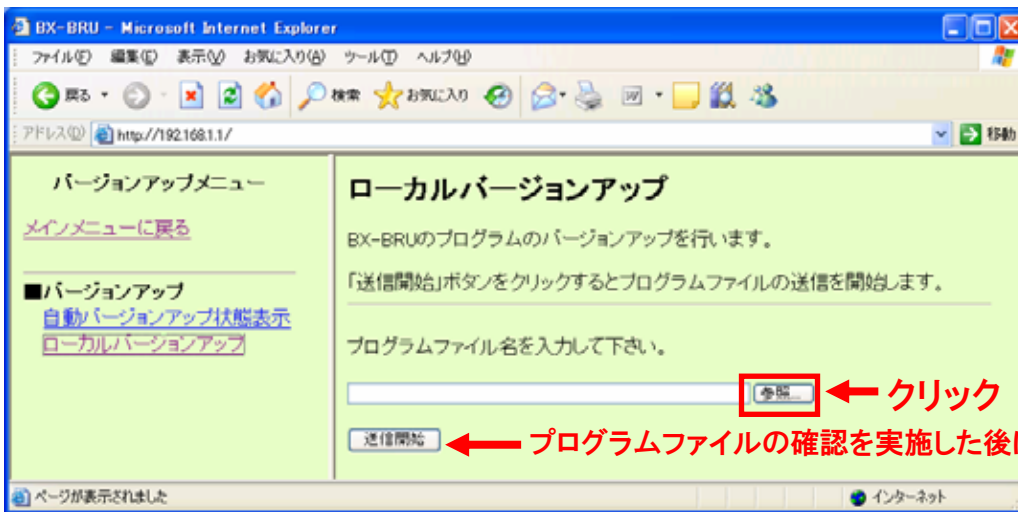 BX-BRU - Microsoft Internet Explorer
ファイル(F) 編集(E) 表示(V) お気に入り(A) ツール(T) ヘルプ(H)
戻る 検索 お気に入り
アドレス(D) http://192.168.1.1/ 移動
バージョンアップメニュー
メインメニューに戻る
■バージョンアップ
自動バージョンアップ状態表示
ローカルバージョンアップ
ローカルバージョンアップ
BX-BRUのプログラムのバージョンアップを行います。
「送信開始」ボタンをクリックするとプログラムファイルの送信を開始します。
プログラムファイル名を入力して下さい。
参照... クリック
送信開始 プログラムファイルの確認を実施した後に
ページが表示されました インターネット